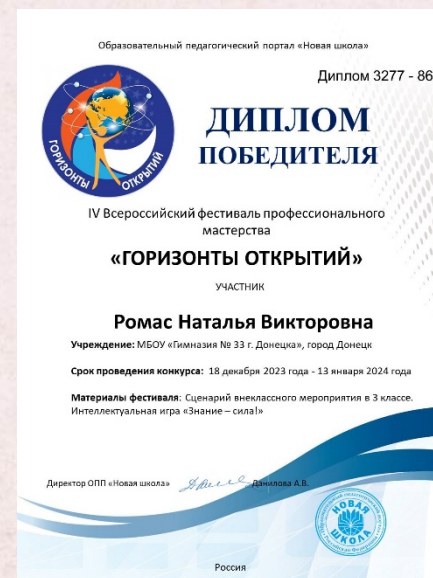 Образовательный педагогический портал «Новая школа»
Диплом 3277 - 86
ГОРИЗОНТЫ ОТКРЫТИЙ
ДИПЛОМ
ПОБЕДИТЕЛЯ
IV Всероссийский фестиваль профессионального
мастерства
«ГОРИЗОНТЫ ОТКРЫТИЙ»
УЧАСТНИК
Ромас Наталья Викторовна
Учреждение: МБОУ «Гимназия № 33 г. Донецка», город Донецк
Срок проведения конкурса: 18 декабря 2023 года - 13 января 2024 года
Материалы фестиваля: Сценарий внеклассного мероприятия в 3 классе.
Интеллектуальная игра «Знание – сила!»
Директор ОПП «Новая школа» Данилова А.В.
НОВАЯ
ШКОЛА
Россия